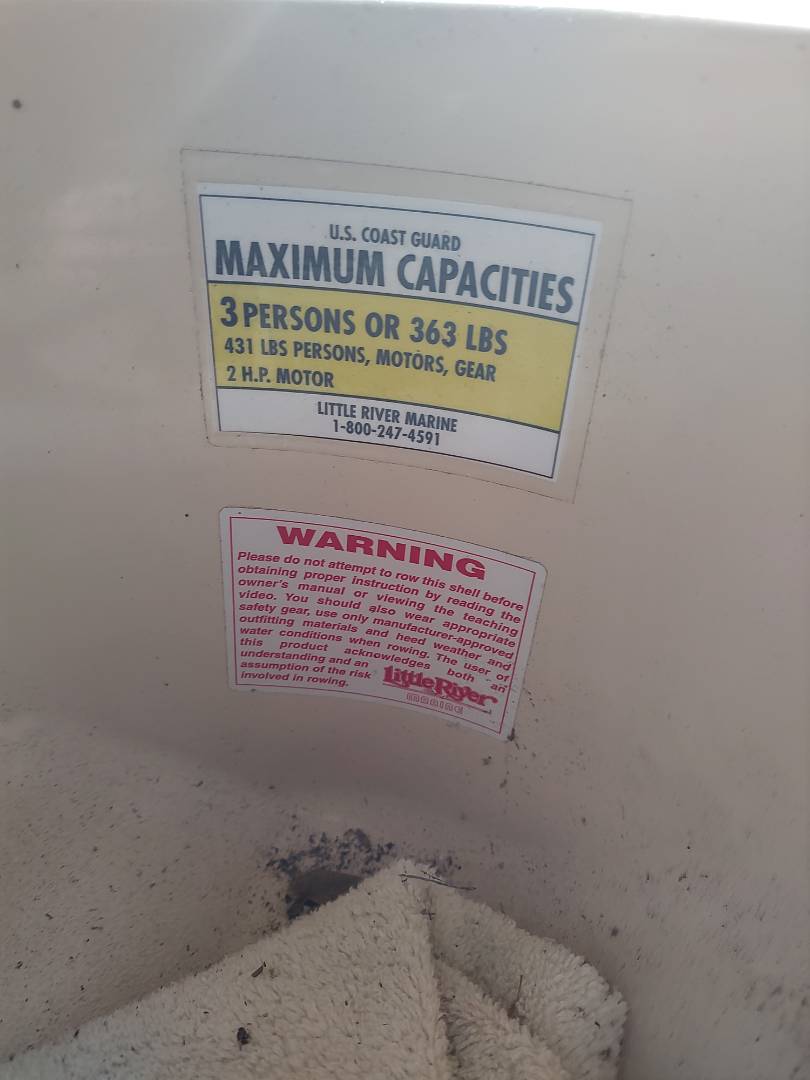 U.S. COAST GUARD
MAXIMUM CAPACITIES
3 PERSONS OR 363 LBS
431 LBS PERSONS, MOTORS, GEAR
2 H.P. MOTOR
LITTLE RIVER MARINE
1-800-247-4591
WARNING
Please do not attempt to row this shell before
obtaining proper instruction by reading the
owner's manual or viewing the teaching
video. You should also wear appropriate
safety gear, use only manufacturer-approved
outfitting materials and heed weather and
water conditions when rowing. The user of
this product acknowledges both an
understanding and an
assumption of the risk
involved in rowing.
Little River
MARINE